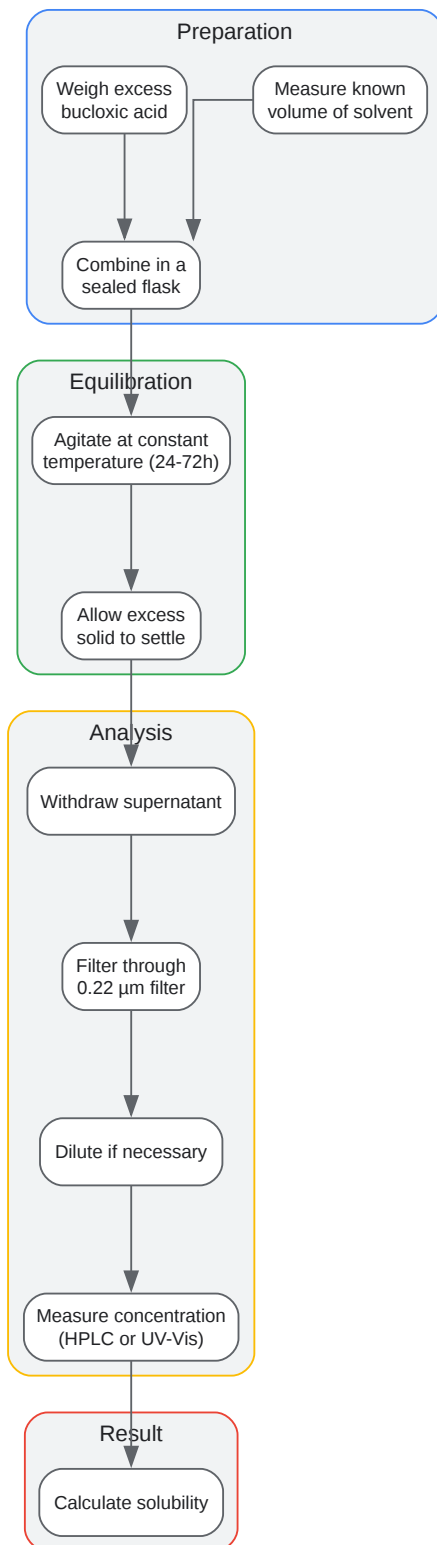 Preparation
Weigh excess
bucloxic acid
Measure known
volume of solvent
Combine in a
sealed flask
Equilibration
Agitate at constant
temperature (24-72h)
Allow excess
solid to settle
Analysis
Withdraw supernatant
Filter through
0.22 µm filter
Dilute if necessary
Measure concentration
(HPLC or UV-Vis)
Result
Calculate solubility